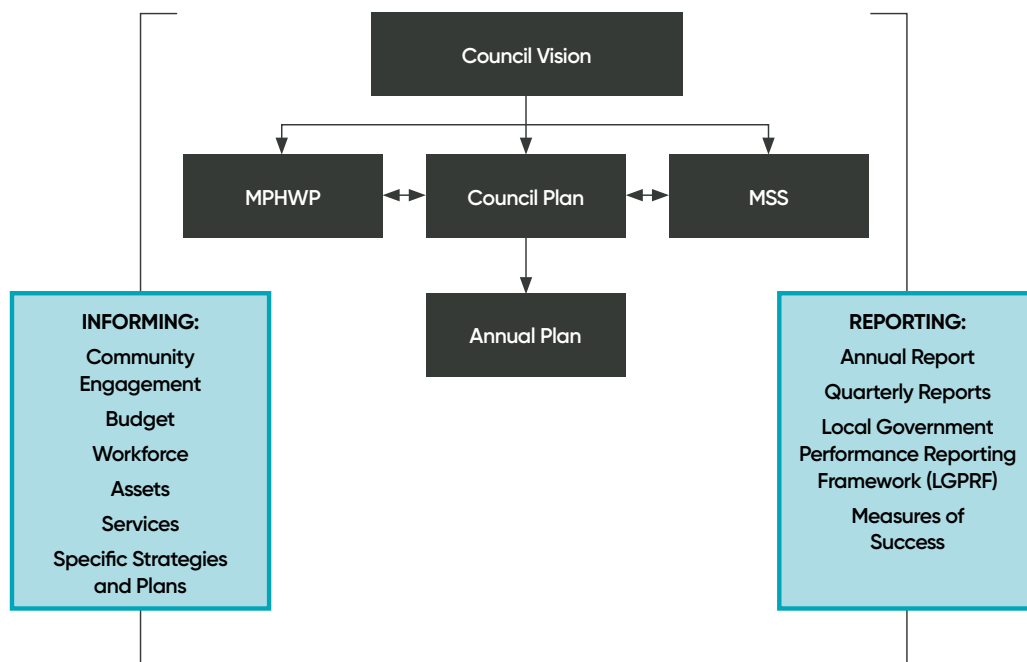 Council Vision
MPHWP
Council Plan
MSS
Annual Plan
INFORMING:
Community
Engagement
Budget
Workforce
Assets
Services
Specific Strategies
and Plans
REPORTING:
Annual Report
Quarterly Reports
Local Government
Performance Reporting
Framework (LGPRF)
Measures of
Success